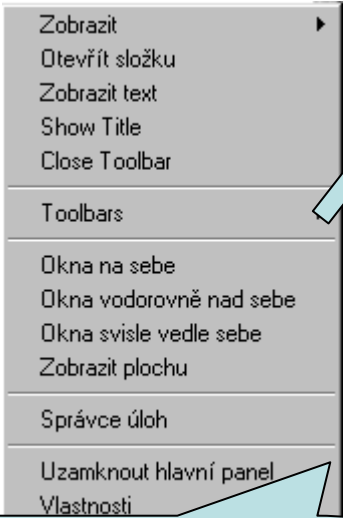 Zobrazit
Otevřít složku
Zobrazit text
Show Title
Close Toolbar
Toolbars
Okna na sebe
Okna vodorovně nad sebe
Okna svisle vedle sebe
Zobrazit plochu
Správce úloh
Uzamknout hlavní panel
Vlastnosti